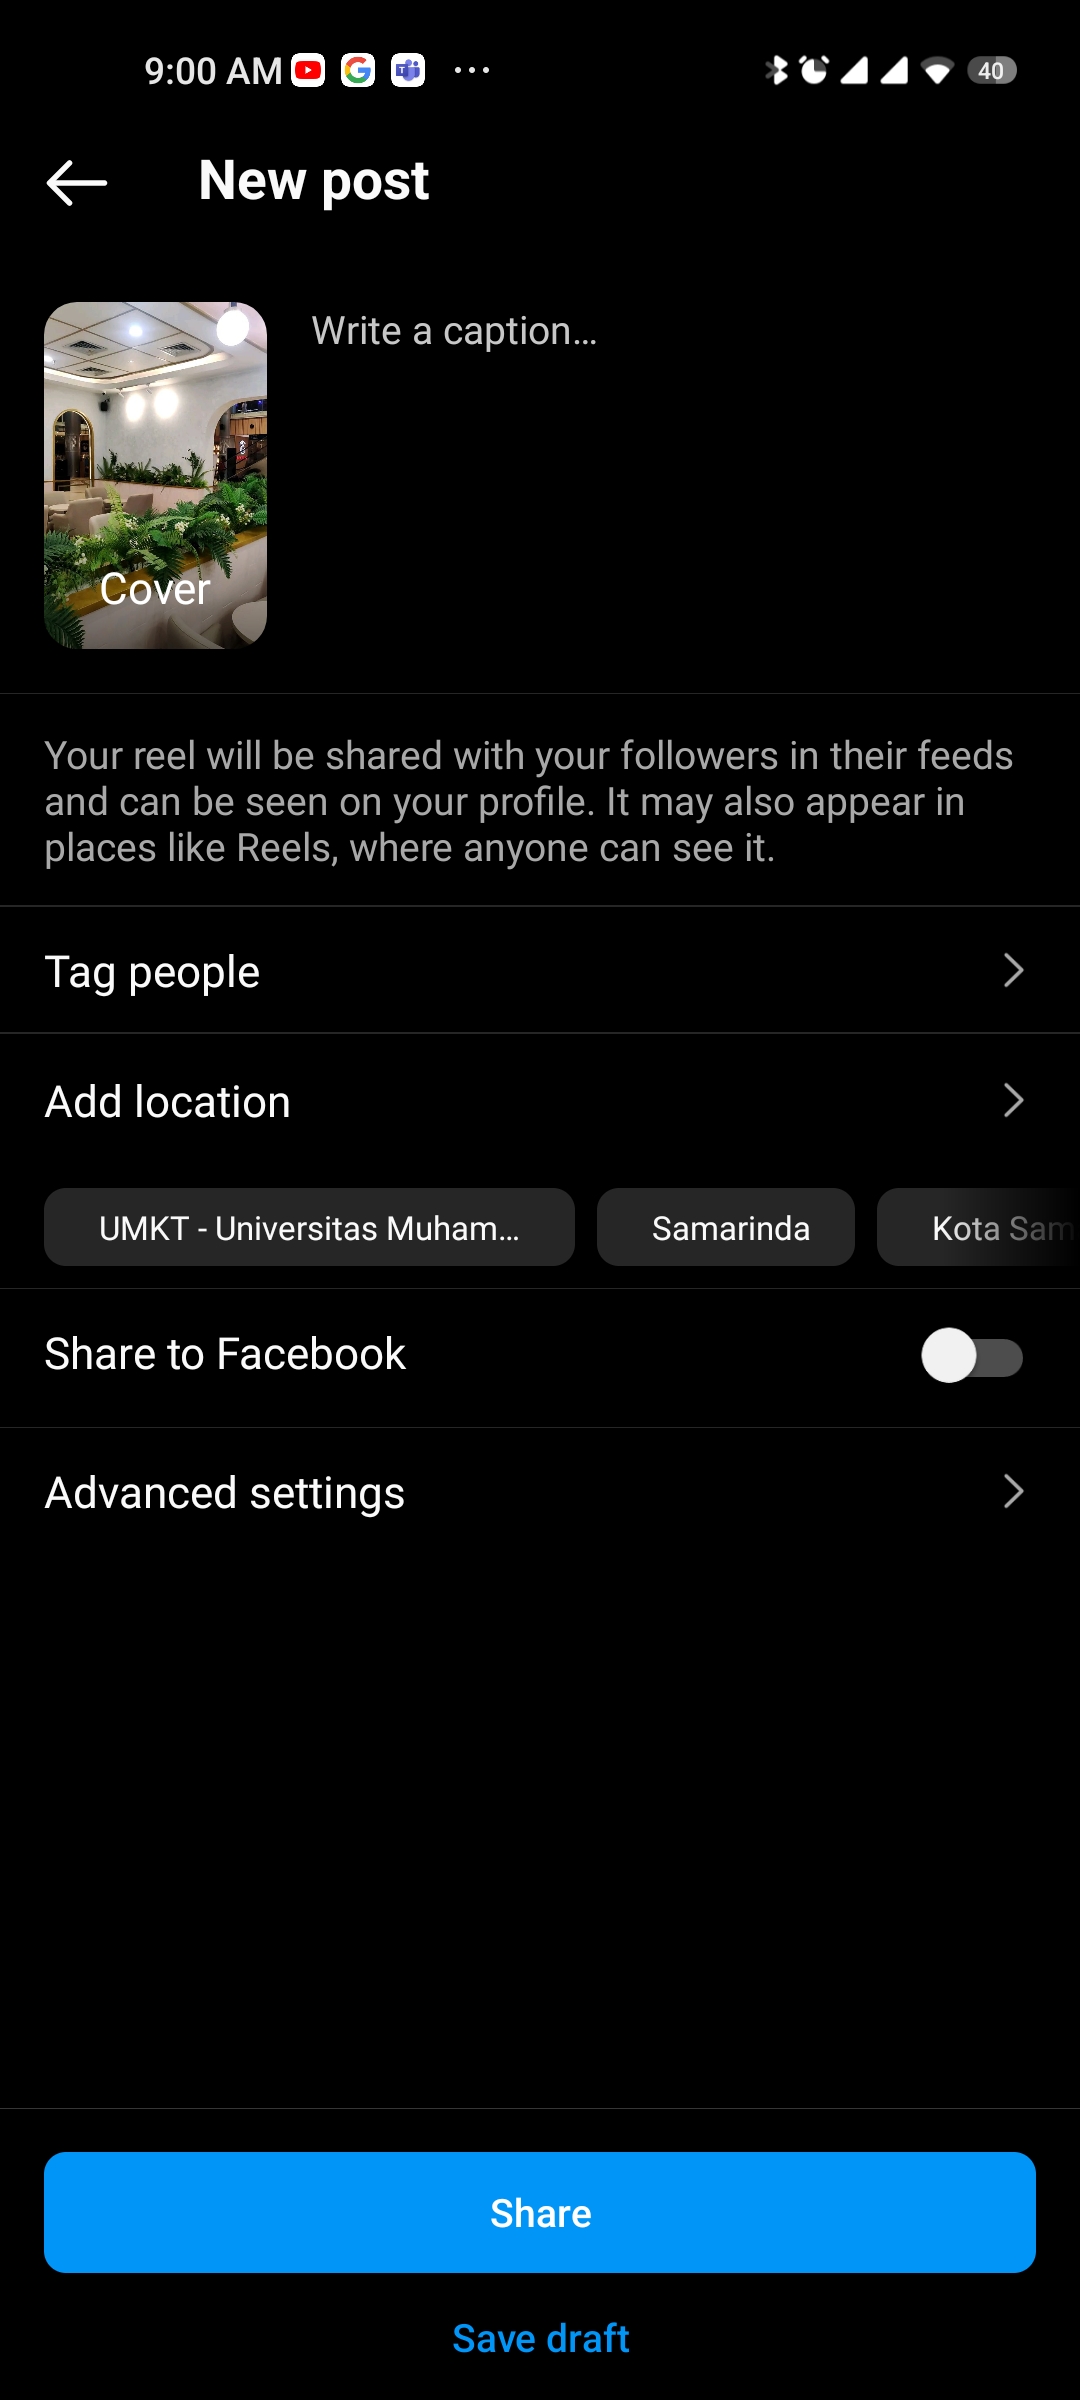 9:00 AM
40
New post
Write a caption...
Cover
Your reel will be shared with your followers in their feeds
and can be seen on your profile. It may also appear in
places like Reels, where anyone can see it.
Tag people
Add location
UMKT - Universitas Muham...
Samarinda
Kota Sam
Share to Facebook
Advanced settings
Share
Save draft